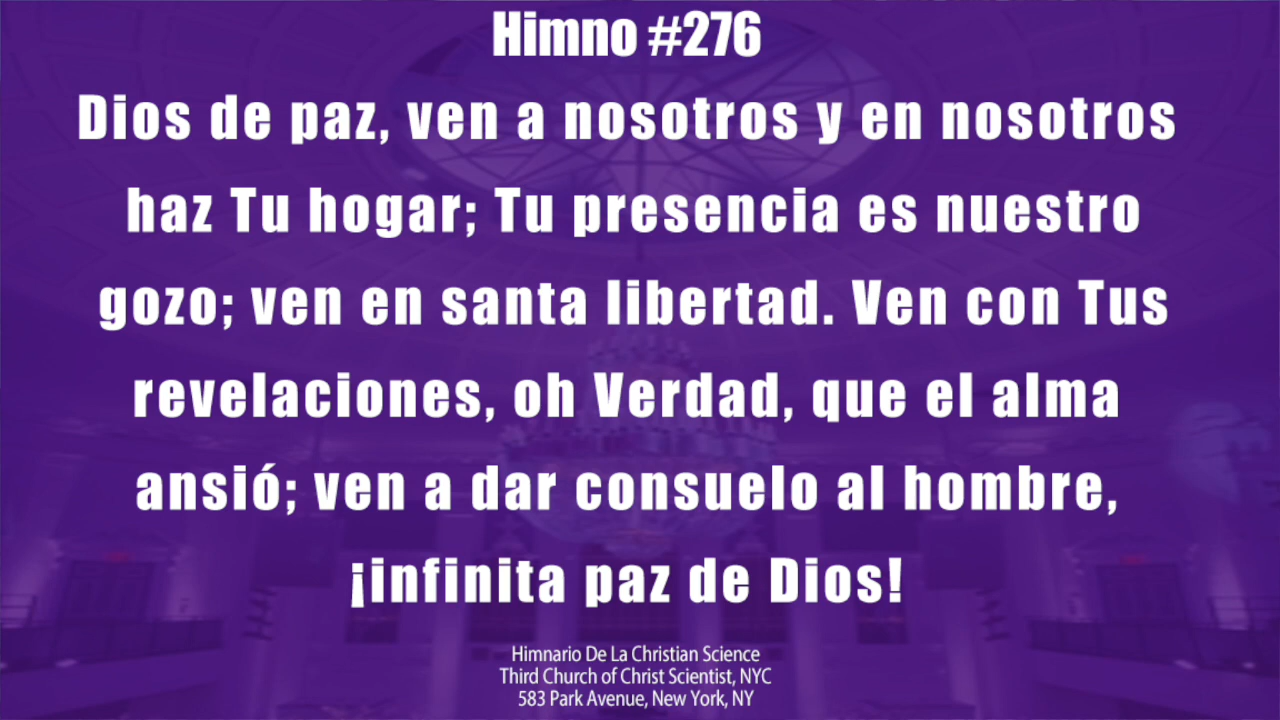 Himno #276
Dios de paz, ven a nosotros y en nosotros
haz Tu hogar; Tu presencia es nuestro
gozo; ven en santa libertad. Ven con Tus
revelaciones, oh Verdad, que el alma
ansió; ven a dar consuelo al hombre,
¡infinita paz de Dios!
Himnario De La Christian Science
Third Church of Christ Scientist, NYC
583 Park Avenue, New York, NY